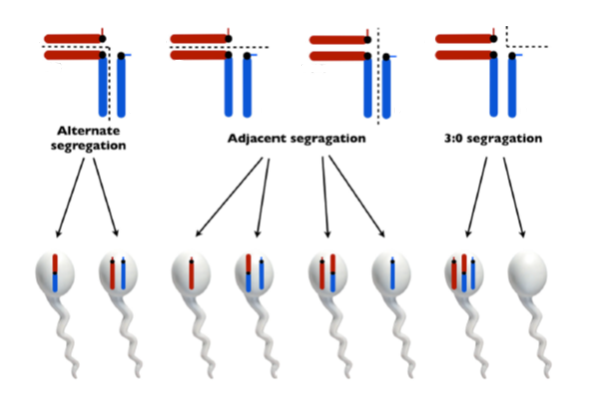 Alternate
segregation
Adjacent segragation
3:0 segragation